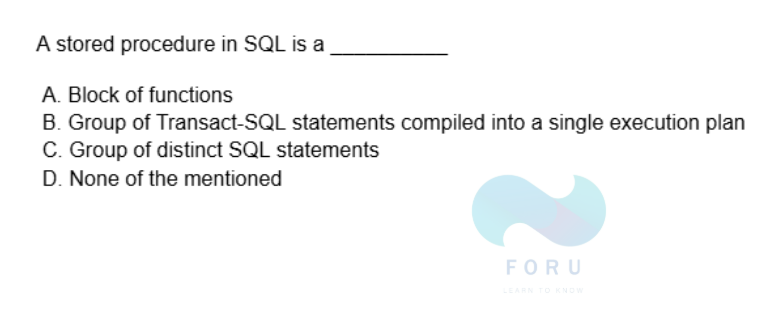 A stored procedure in SQL is a __________
A. Block of functions
B. Group of Transact-SQL statements compiled into a single execution plan
C. Group of distinct SQL statements
D. None of the mentioned
FORU
LEARN TO KNOW